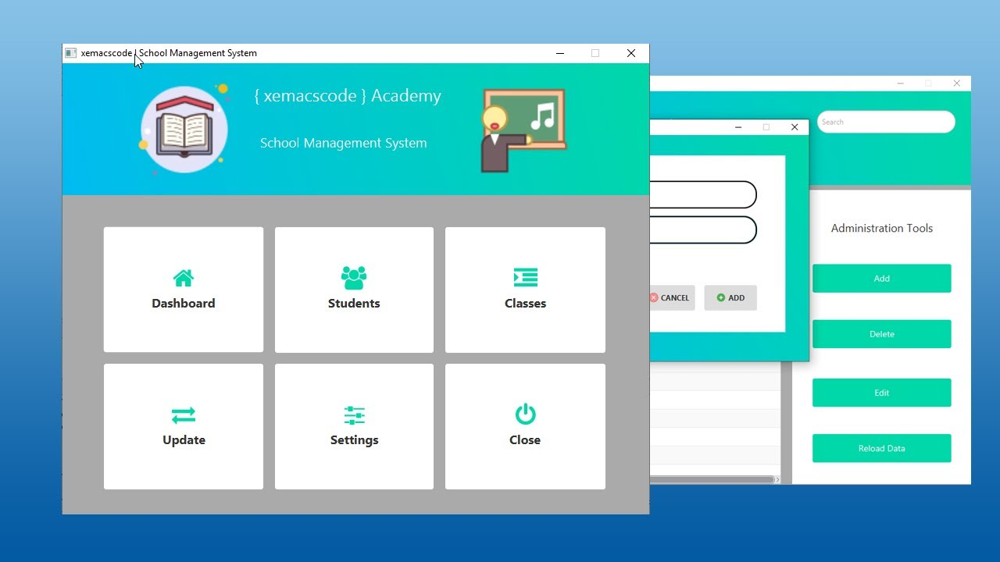 xemacscode | School Management System
{ xemacscode } Academy
School Management System
Dashboard
Students
Classes
Update
Settings
Close
CANCEL
ADD
Search
Administration Tools
Add
Delete
Edit
Reload Data